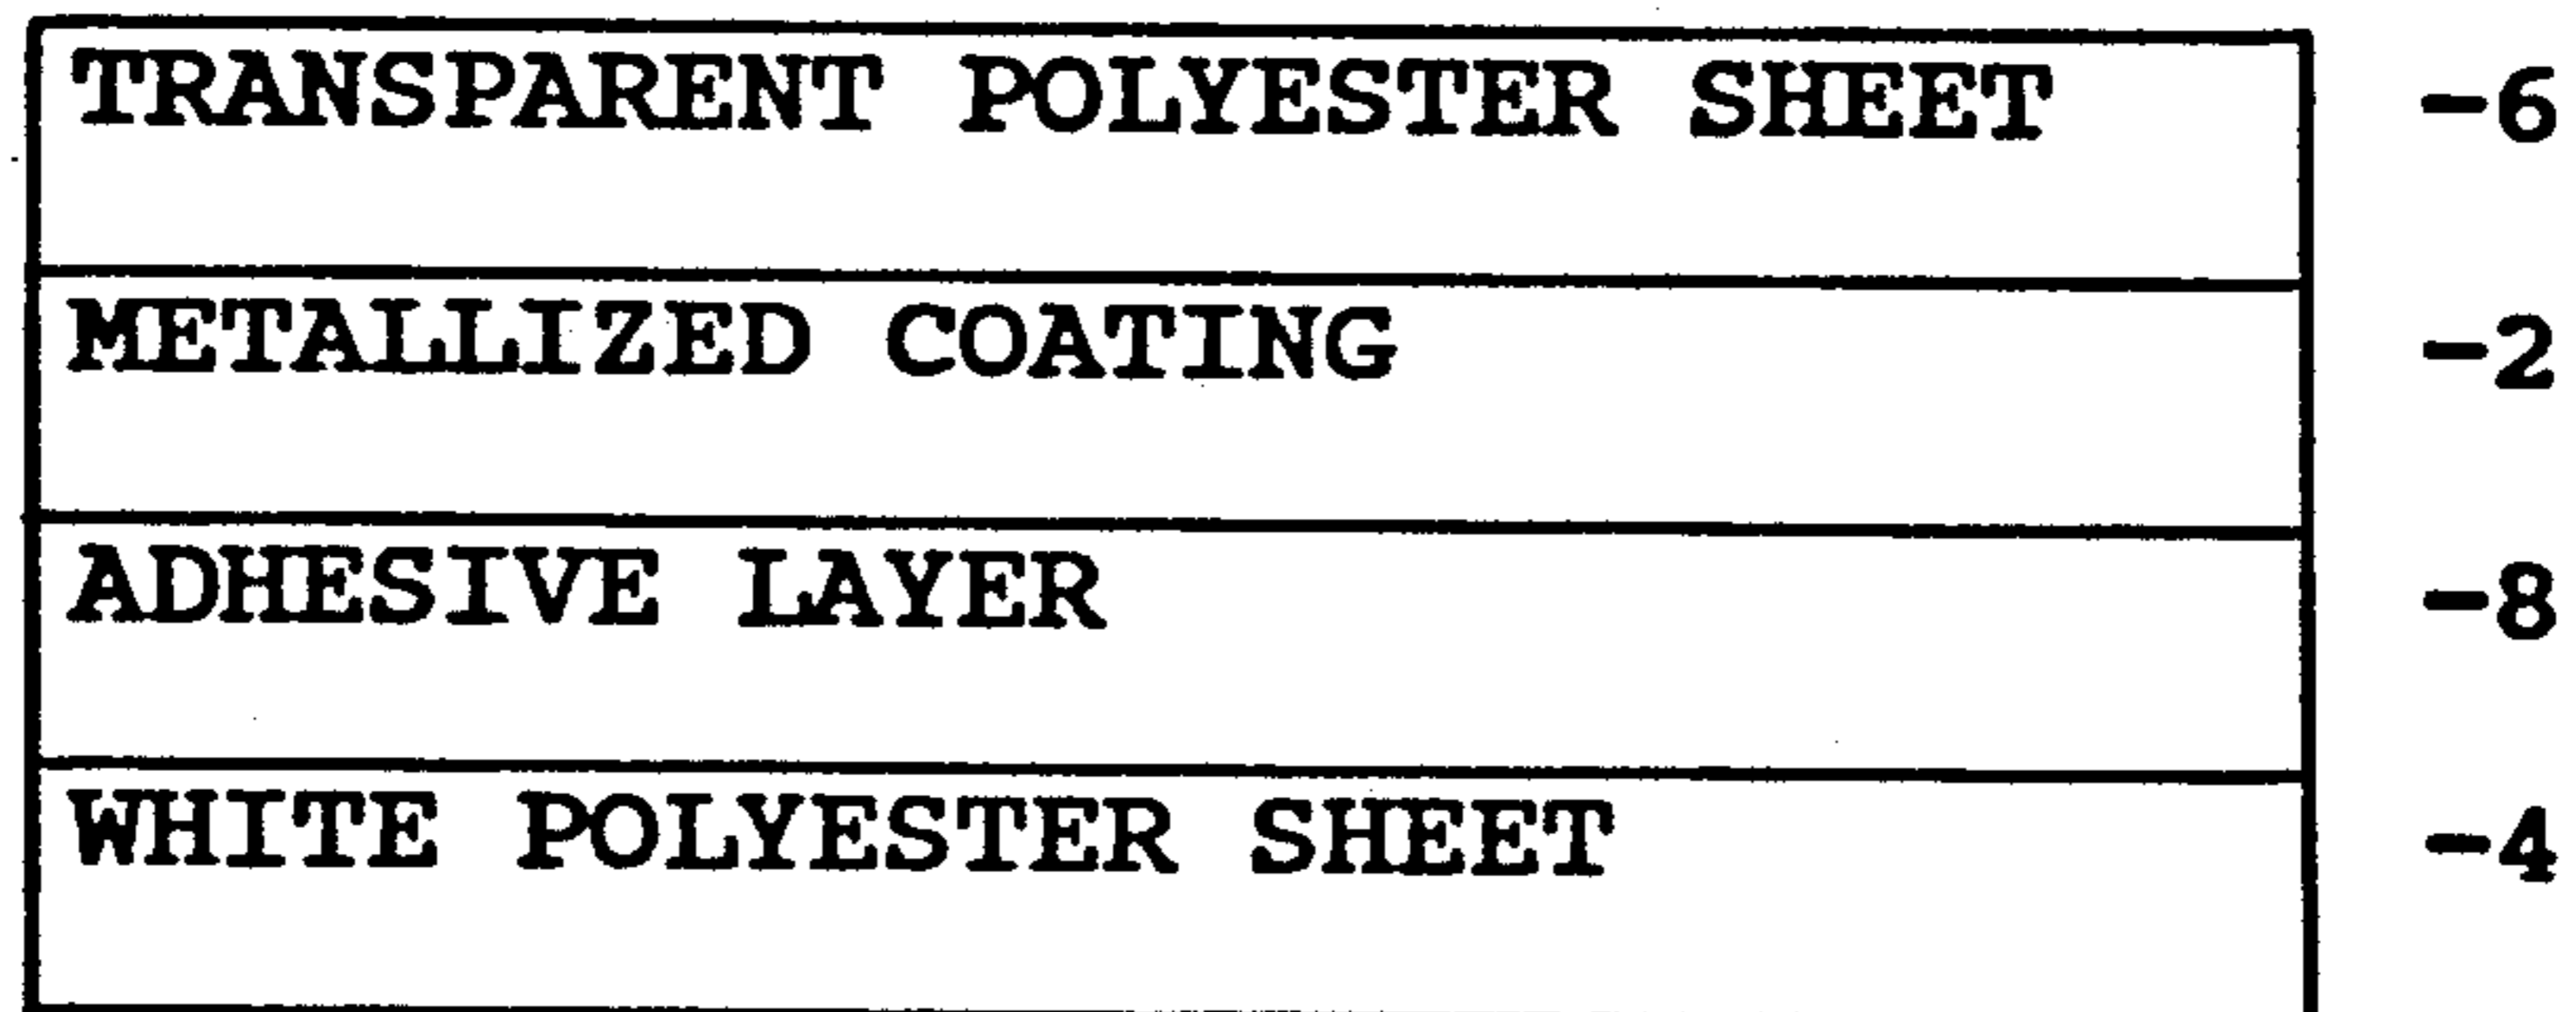 TRANSPARENT POLYESTER SHEET -6
METALLIZED COATING -2
ADHESIVE LAYER -8
WHITE POLYESTER SHEET -4